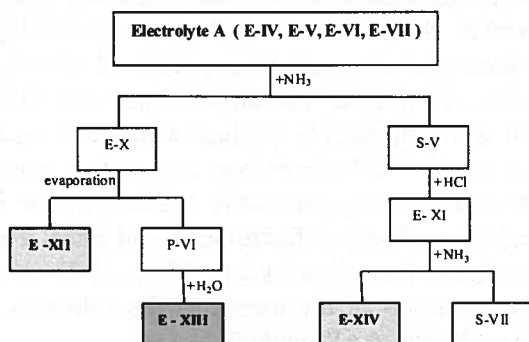 Electrolyte A ( E-IV, E-V, E-VI, E-VII )
+NH₃
E-X
S-V
evaporation
+HCl
E -XII
P-VI
E- XI
+H₂O
+NH₃
E - XIII
E-XIV
S-VII